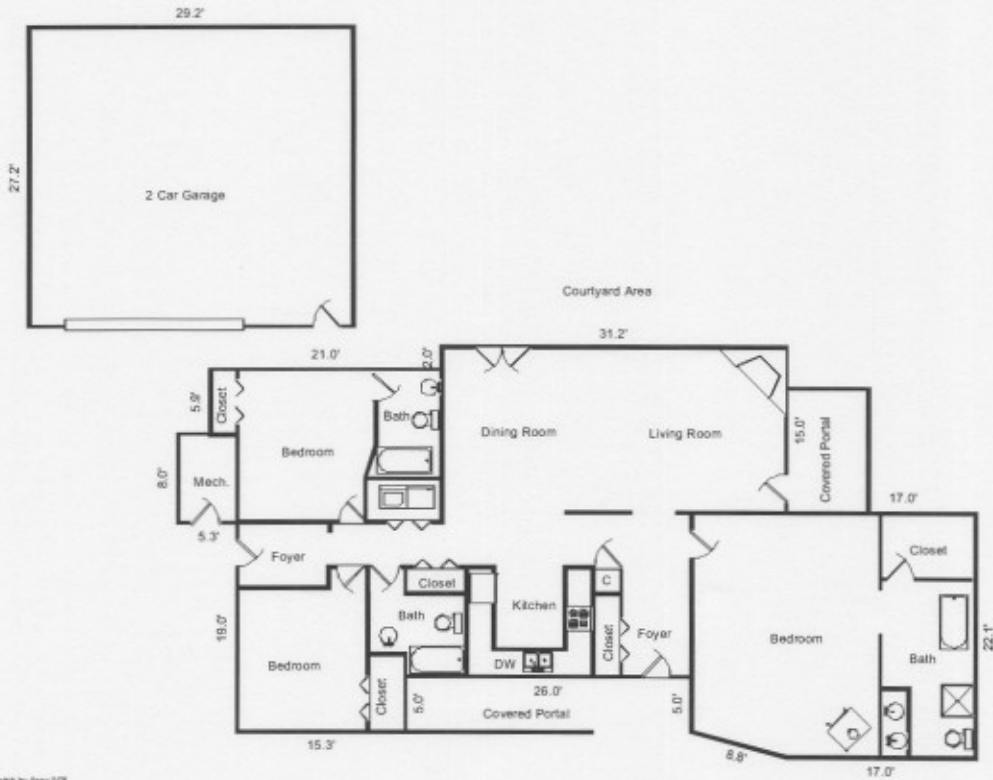 29.2'
27.2'
2 Car Garage
Courtyard Area
31.2'
21.0'
2.0'
5.9'
Closet
Bath
Bedroom
Dining Room
Living Room
15.0'
Covered Portal
8.0'
Mech.
5.3'
17.0'
Foyer
Closet
Closet
C
Kitchen
Bath
19.0'
Closet
Foyer
Bedroom
22.1'
Bedroom
DW
Bath
Closet
5.0'
26.0'
5.0'
Covered Portal
15.3'
8.8'
17.0'